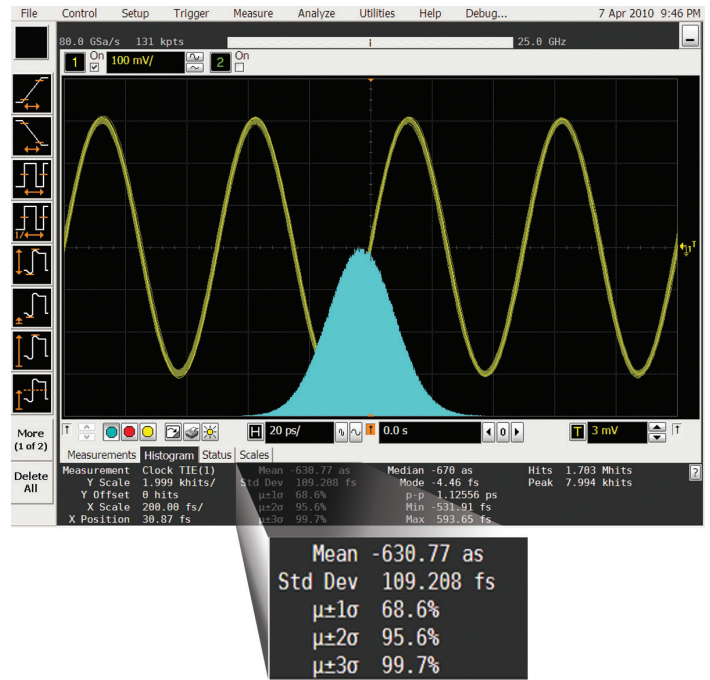 File Control Setup Trigger Measure Analyze Utilities Help Debug... 7 Apr 2010 9:46 PM
80.0 GSa/s 131 kpts 25.0 GHz
1 On 100 mV/ 2 On
T
1/
More
(1 of 2)
Delete
All
H 20 ps/ 0.0 s 0 T 3 mV
Measurements Histogram Status Scales
Measurement Clock TIE(1) Mean -630.77 as Median -670 as Hits 1.703 Mhits ?
Y Scale 1.999 khits/ Std Dev 109.208 fs Mode -4.46 fs Peak 7.994 khits
Y Offset 0 hits μ±1σ 68.6% p-p 1.12556 ps
X Scale 200.00 fs/ μ±2σ 95.6% Min -531.91 fs
X Position 30.87 fs μ±3σ 99.7% Max 593.65 fs
Mean -630.77 as
Std Dev 109.208 fs
μ±1σ 68.6%
μ±2σ 95.6%
μ±3σ 99.7%